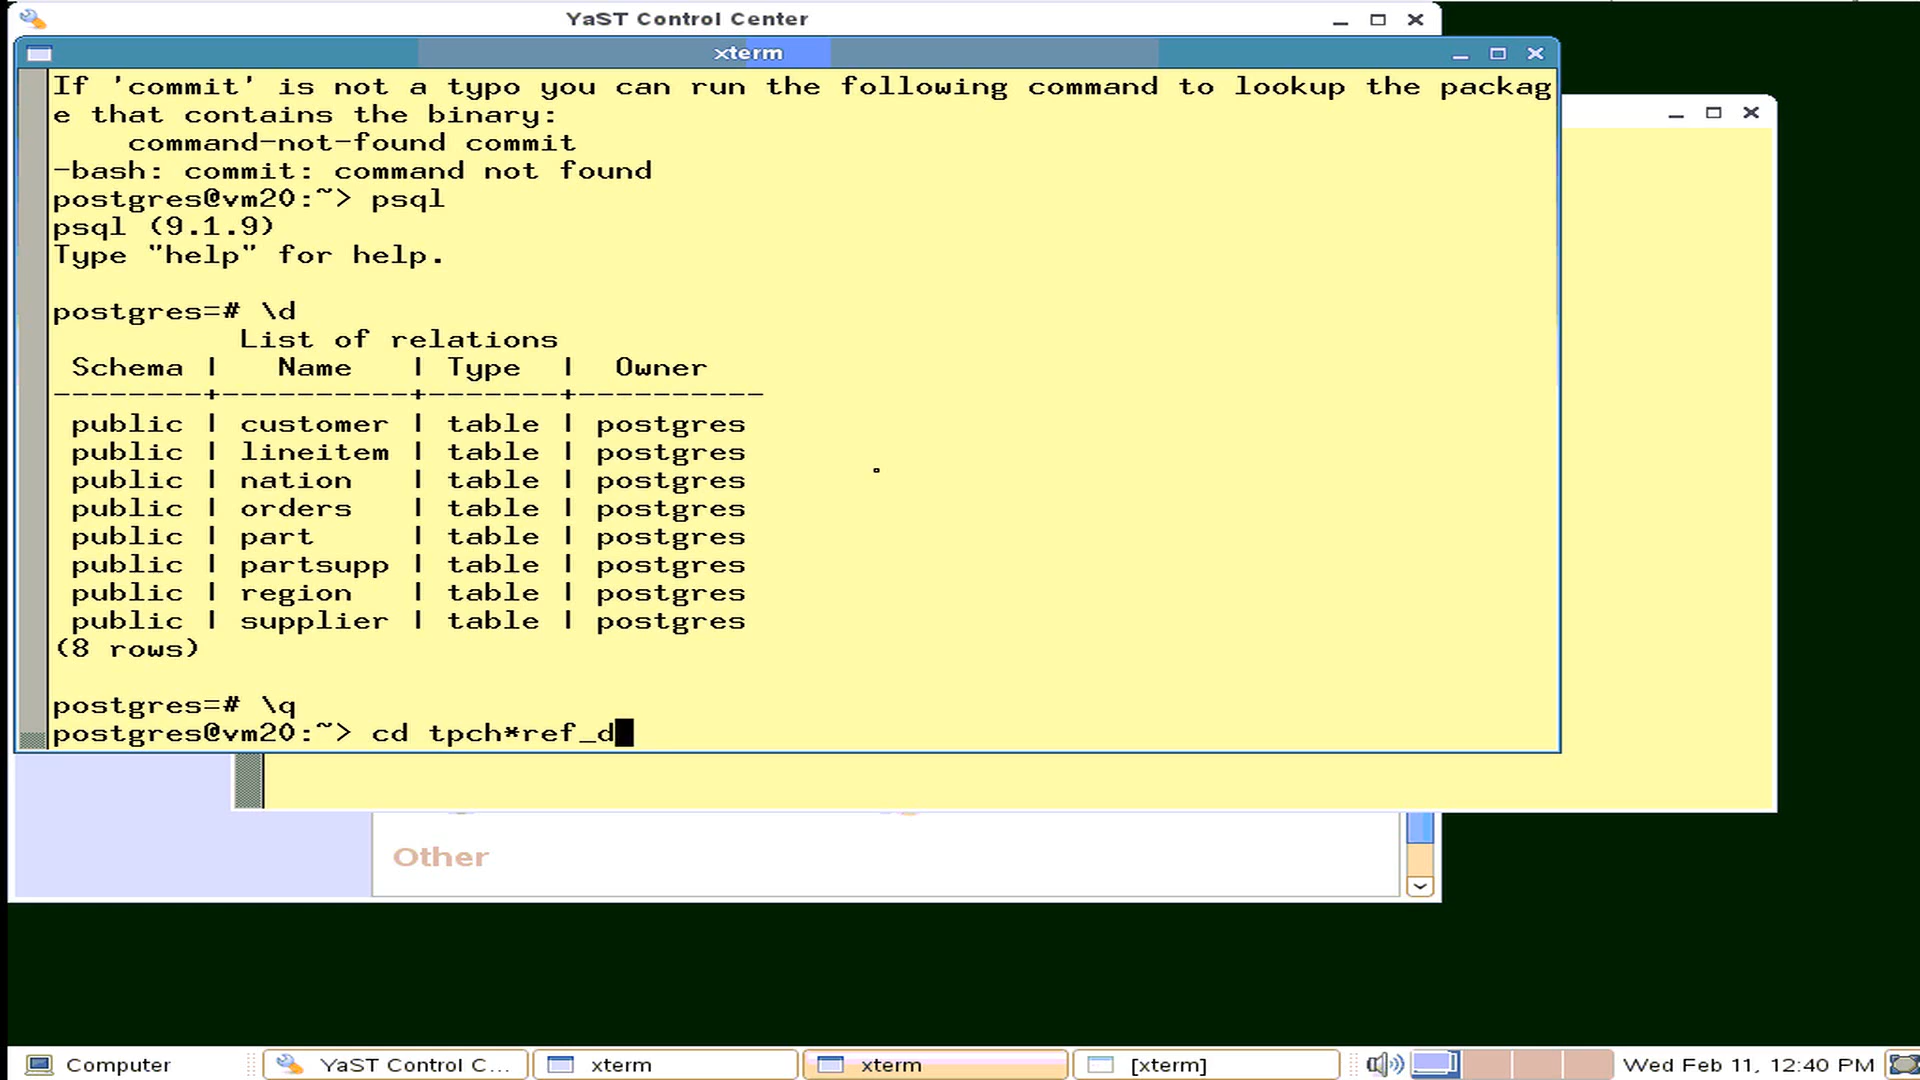 YaST Control Center
xterm
If 'commit' is not a typo you can run the following command to lookup the packag
e that contains the binary:
    command-not-found commit
-bash: commit: command not found
postgres@vm20:~> psql
psql (9.1.9)
Type "help" for help.
postgres=# \d
          List of relations
 Schema |   Name   | Type  |  Owner
--------+----------+-------+----------
 public | customer | table | postgres
 public | lineitem | table | postgres
 public | nation   | table | postgres
 public | orders   | table | postgres
 public | part     | table | postgres
 public | partsupp | table | postgres
 public | region   | table | postgres
 public | supplier | table | postgres
(8 rows)
postgres=# \q
postgres@vm20:~> cd tpch*ref_d
Other
Computer
YaST Control C...
xterm
xterm
[xterm]
Wed Feb 11, 12:40 PM